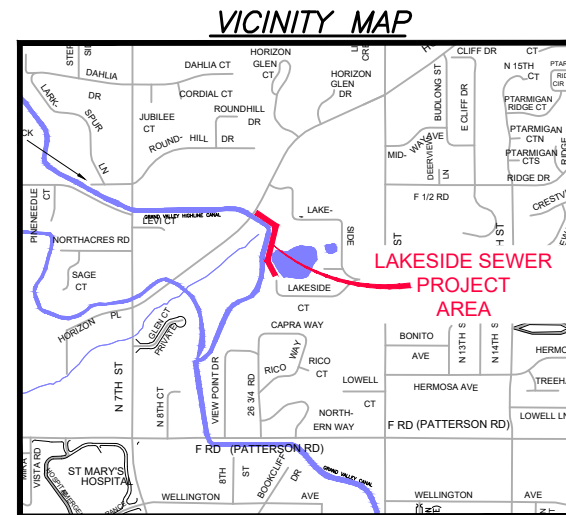 VICINITY MAP
HORIZON
GLEN
CT
CLIFF DR
CT
DAHLIA CT
DAHLIA
DR
HORIZON
GLEN
DR
N 15TH
CT
BUDLONG ST
E CLIFF DR
CORDIAL CT
LARK-
SPUR
LN
ROUNDHILL
DR
PTARMIGAN
RIDGE CT
CIR
JUBILEE
CT
ROUND-
HILL
DR
MID-
WAY
AVE
DEERVIEW
LN
PTARMIGAN
CTN
PTARMIGAN
CTS
RIDGE
RIDGE DR
CK
PINENEEDLE
CT
F 1/2 RD
GRAND VALLEY HIGHLINE CANAL
LEVI CT
LAKE-
SIDE
ST
NORTHACRES RD
SAGE
CT
LAKESIDE SEWER
PROJECT
AREA
LAKESIDE
CT
HORIZON
PL
GLEN CT
(PRIVATE)
CAPRA WAY
BONITO
AVE
N 13TH S
N 14TH S
N 7TH ST
VIEW POINT DR
26 3/4 RD
RICO
WAY
RICO
CT
LOWELL
CT
HERMOSA AVE
HERMO
TREEHA
N 8TH CT
NORTH-
ERN WAY
LOWELL LN
F RD (PATTERSON RD)
F RD (PATTERSON RD)
VISTA RD
ST MARY'S
HOSPITAL
8TH
ST
BOOKCLIFF
DR
GRAND VALLEY CANAL
WELLINGTON
AVE
WELLINGTON
AVE